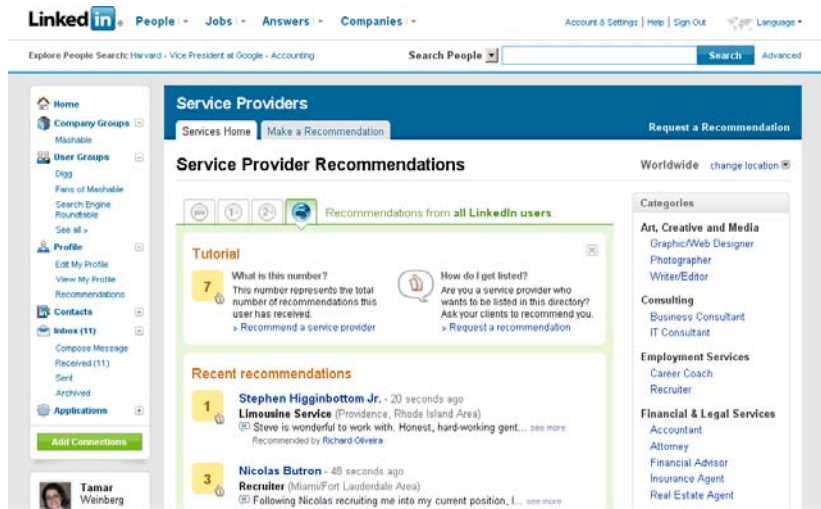 Linked in®
People Jobs Answers Companies
Account & Settings | Help | Sign Out Language
Explore People Search: Harvard - Vice President at Google - Accounting
Search People Search Advanced
Home
Company Groups
Mashable
User Groups
Digg
Fans of Mashable
Search Engine
Roundtable
See all »
Profile
Edit My Profile
View My Profile
Recommendations
Contacts
Inbox (11)
Compose Message
Received (11)
Sent
Archived
Applications
Add Connections
Tamar
Weinberg
Service Providers
Services Home Make a Recommendation
Request a Recommendation
Service Provider Recommendations
Worldwide change location
you 1 2 Recommendations from all LinkedIn users
Tutorial
7
What is this number?
This number represents the total
number of recommendations this
user has received.
» Recommend a service provider
How do I get listed?
Are you a service provider who
wants to be listed in this directory?
Ask your clients to recommend you.
» Request a recommendation
Recent recommendations
1
Stephen Higginbottom Jr. - 20 seconds ago
Limousine Service (Providence, Rhode Island Area)
Steve is wonderful to work with. Honest, hard-working gent... see more
Recommended by Richard Oliveira
3
Nicolas Butron - 48 seconds ago
Recruiter (Miami/Fort Lauderdale Area)
Following Nicolas recruiting me into my current position, I... see more
Categories
Art, Creative and Media
Graphic/Web Designer
Photographer
Writer/Editor
Consulting
Business Consultant
IT Consultant
Employment Services
Career Coach
Recruiter
Financial & Legal Services
Accountant
Attorney
Financial Advisor
Insurance Agent
Real Estate Agent